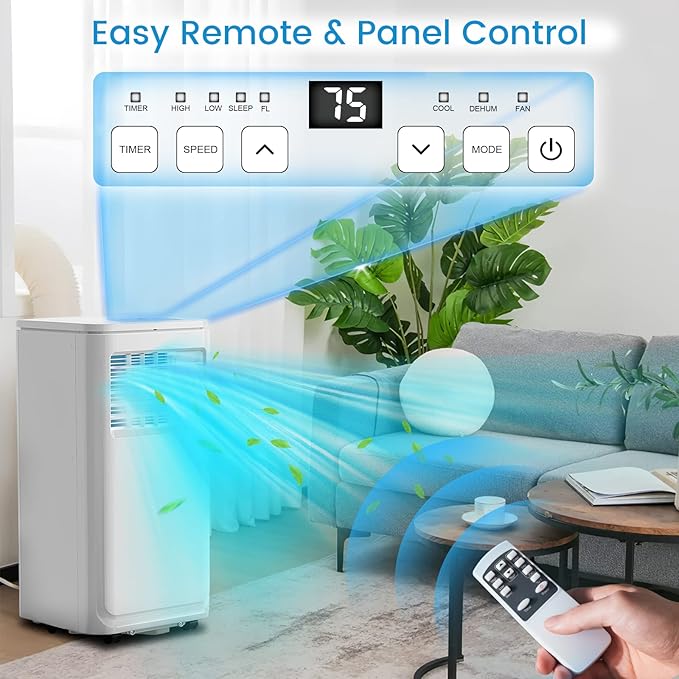 Easy Remote & Panel Control
TIMER HIGH LOW SLEEP FL 75 COOL DEHUM FAN
TIMER SPEED MODE